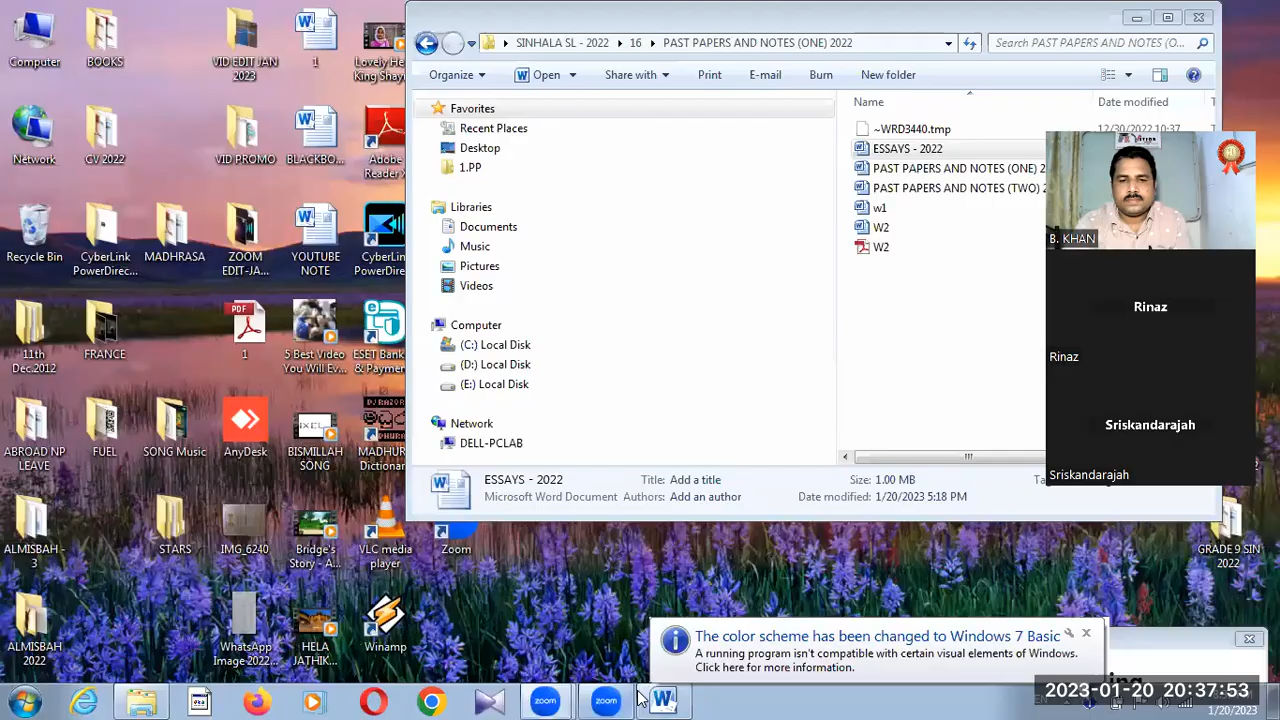 Computer
BOOKS
VID EDIT JAN
2023
1
Lovely He
King Shay
Network
CV 2022
VID PROMO
BLACKBO...
Adobe
Reader X
Recycle Bin
CyberLink
PowerDirec...
MADHRASA
ZOOM
EDIT-JA...
YOUTUBE
NOTE
CyberLin
PowerDire
11th
Dec.2012
FRANCE
PDF
1
5 Best Video
You Will Ev...
ESET Bank
& Paymen
ABROAD NP
LEAVE
FUEL
SONG Music
AnyDesk
BISMILLAH
SONG
MADHUR
Dictionar
ALMISBAH -
3
STARS
IMG_6240
Bridge's
Story - A...
VLC media
player
Zoom
ALMISBAH
2022
WhatsApp
Image 2022...
HELA
JATHIK...
Winamp
GRADE 9 SIN
2022
SINHALA SL - 2022
16
PAST PAPERS AND NOTES (ONE) 2022
Search PAST PAPERS AND NOTES (O...
Organize
Open
Share with
Print
E-mail
Burn
New folder
Favorites
Recent Places
Desktop
1.PP
Libraries
Documents
Music
Pictures
Videos
Computer
(C:) Local Disk
(D:) Local Disk
(E:) Local Disk
Network
DELL-PCLAB
Name
Date modified
~WRD3440.tmp
12/30/2022 10:37
ESSAYS - 2022
PAST PAPERS AND NOTES (ONE) 2
PAST PAPERS AND NOTES (TWO) 2
w1
W2
W2
B. KHAN
Rinaz
Rinaz
Sriskandarajah
Sriskandarajah
ESSAYS - 2022
Title: Add a title
Size: 1.00 MB
Microsoft Word Document
Authors: Add an author
Date modified: 1/20/2023 5:18 PM
The color scheme has been changed to Windows 7 Basic
A running program isn't compatible with certain visual elements of Windows.
Click here for more information.
zoom
zoom
2023-01-20 20:37:53
1/20/2023